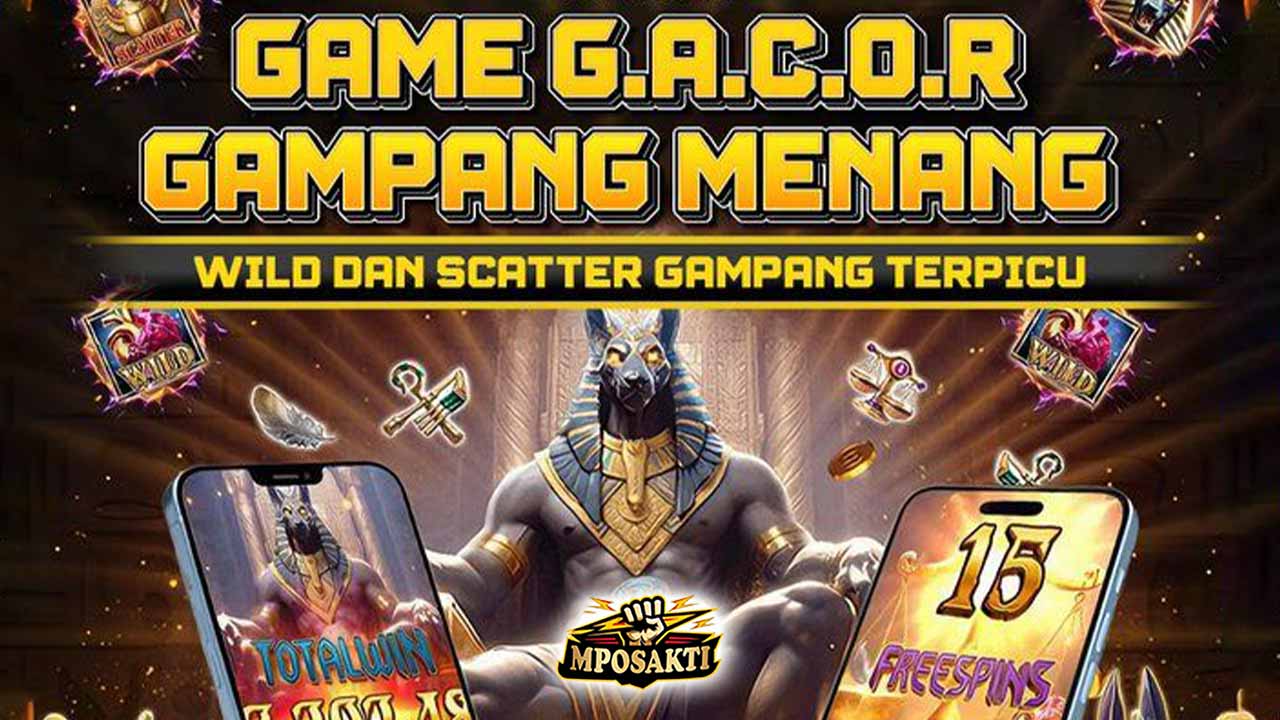 SCATTER
GAME G.A.C.O.R
GAMPANG MENANG
WILD DAN SCATTER GAMPANG TERPICU
WILD
WILD
TOTALWIN
15
FREESPINS
MPOSAKTI